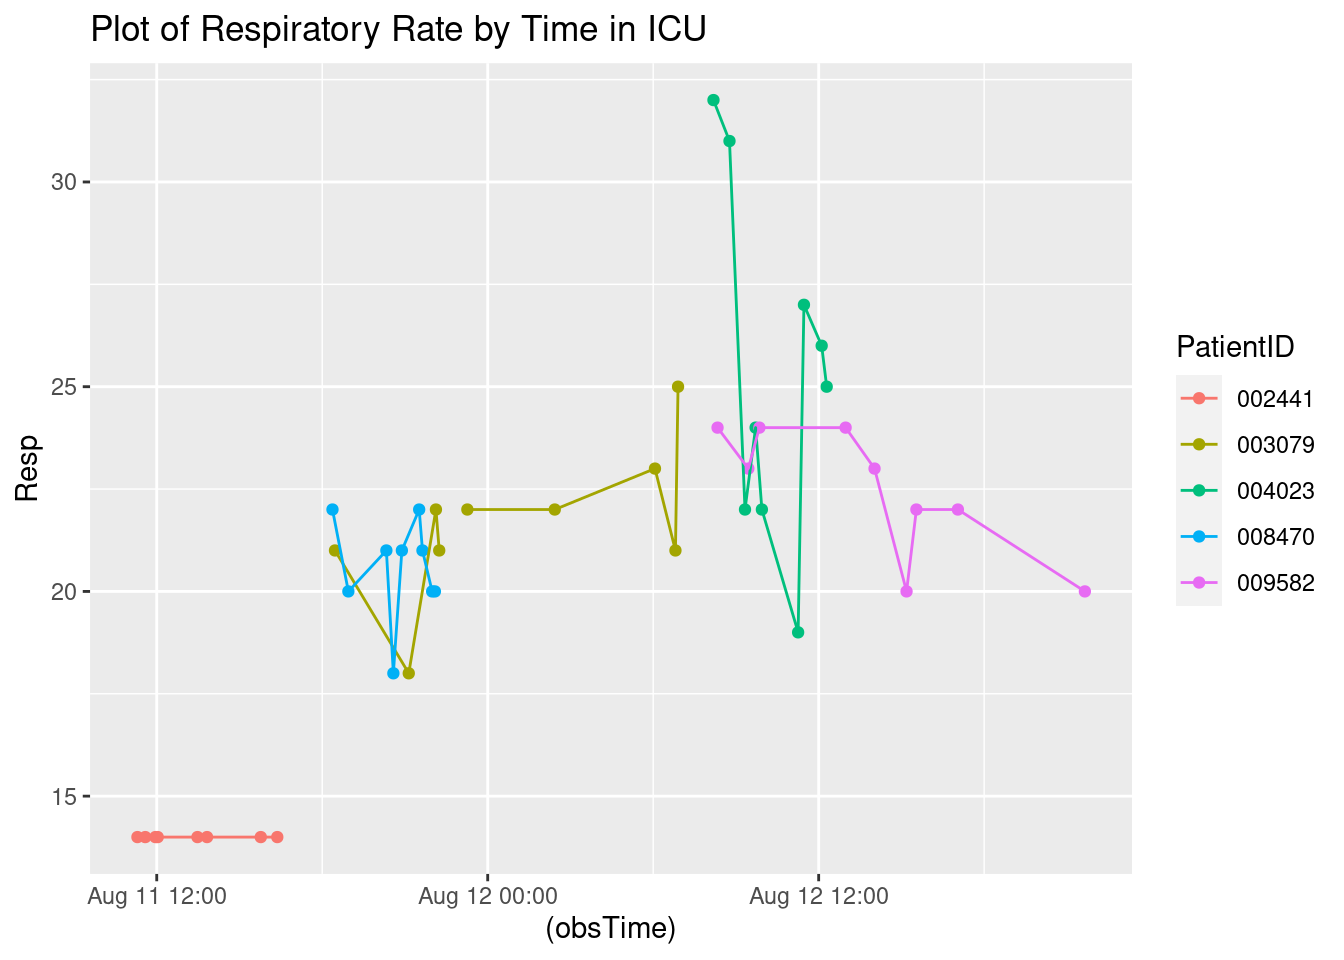 Plot of Respiratory Rate by Time in ICU
Resp
30
25
20
15
Aug 11 12:00
Aug 12 00:00
Aug 12 12:00
(obsTime)
PatientID
002441
003079
004023
008470
009582